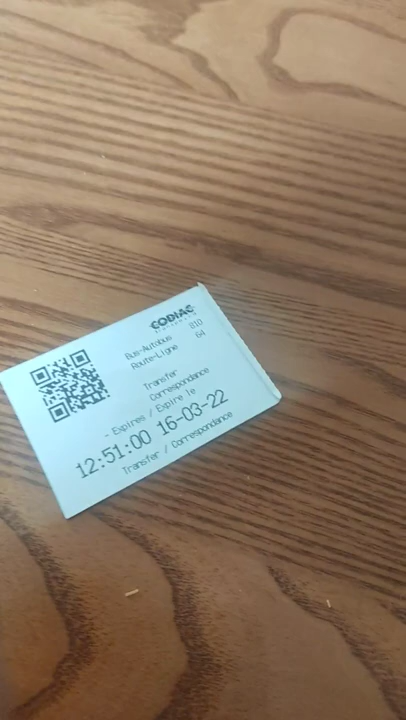 CODIAC
Bus-Autobus 810
Route-Ligne 64
Transfer
Correspondance
- Expires / Expire le
12:51:00 16-03-22
Transfer / Correspondance